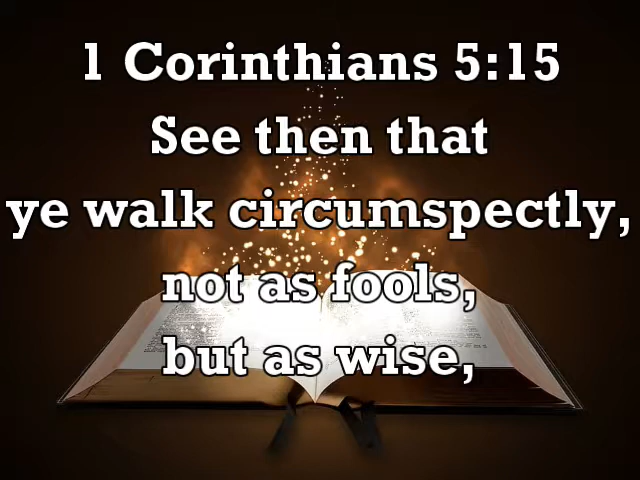 1 Corinthians 5:15
See then that
ye walk circumspectly,
not as fools,
but as wise,